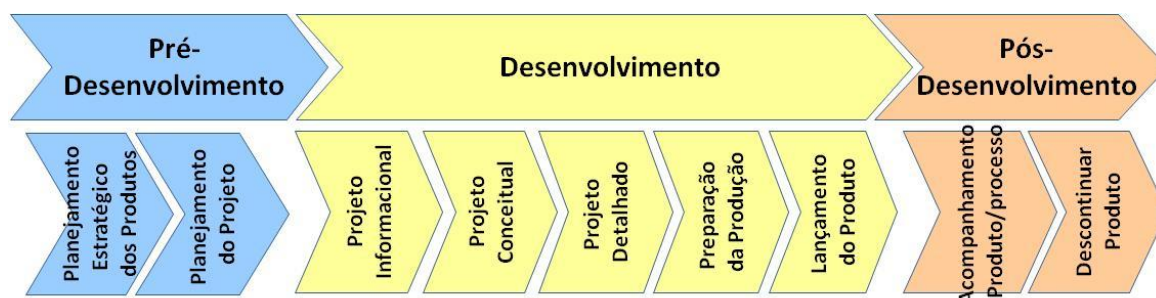 Pré-
Desenvolvimento
Desenvolvimento
Pós-
Desenvolvimento
Planejamento
Estratégico
dos Produtos
Planejamento
do Projeto
Projeto
Informacional
Projeto
Conceitual
Projeto
Detalhado
Preparação
da Produção
Lançamento
do Produto
Acompanhamento
Produto/processo
Descontinuar
Produto